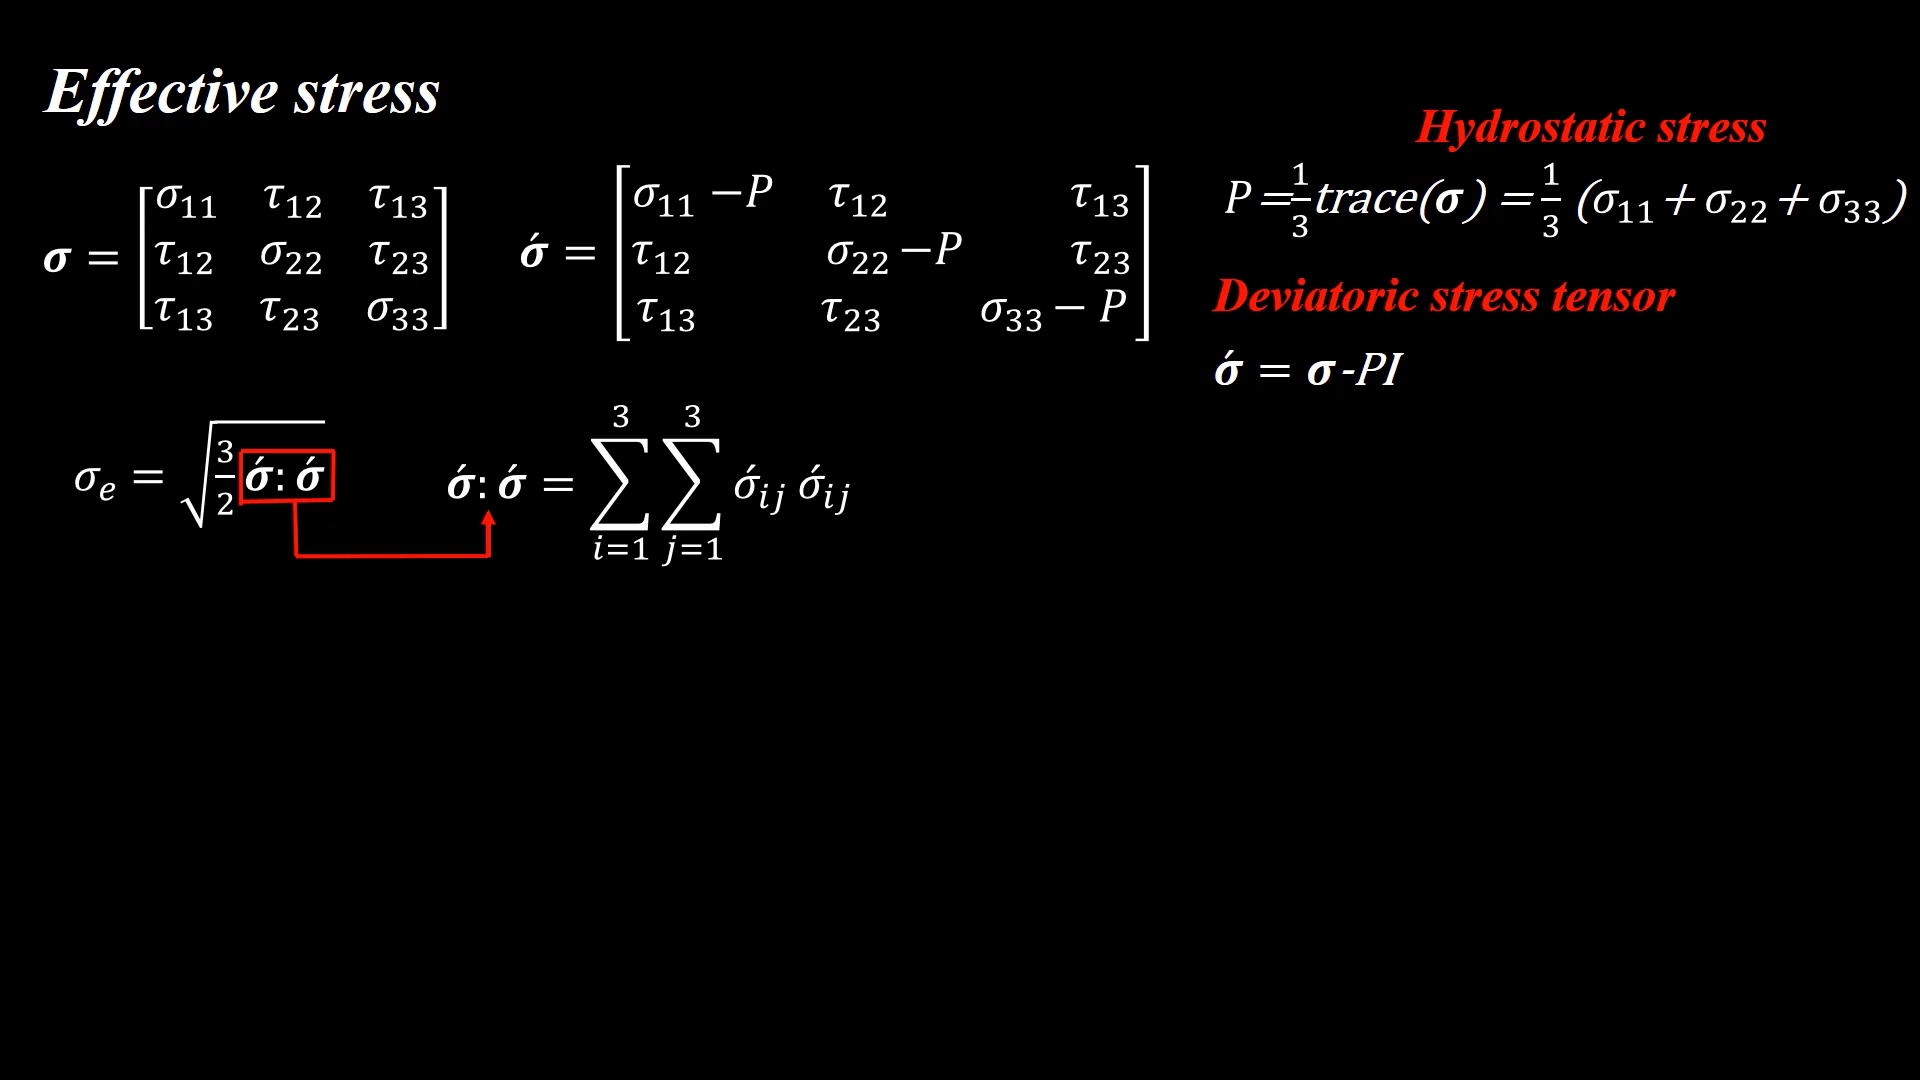 Effective stress
Hydrostatic stress
P=1/3 trace(σ) = 1/3 (σ₁₁+ σ₂₂+ σ₃₃)
σ = [σ₁₁ τ₁₂ τ₁₃
τ₁₂ σ₂₂ τ₂₃
τ₁₃ τ₂₃ σ₃₃]
σ́ = [σ₁₁ −P τ₁₂ τ₁₃
τ₁₂ σ₂₂ −P τ₂₃
τ₁₃ τ₂₃ σ₃₃ − P]
Deviatoric stress tensor
σ́ = σ-PI
σₑ = √(3/2 σ́: σ́)
σ́: σ́ = ∑_{i=1}^{3} ∑_{j=1}^{3} σ́ᵢⱼ σ́ᵢⱼ